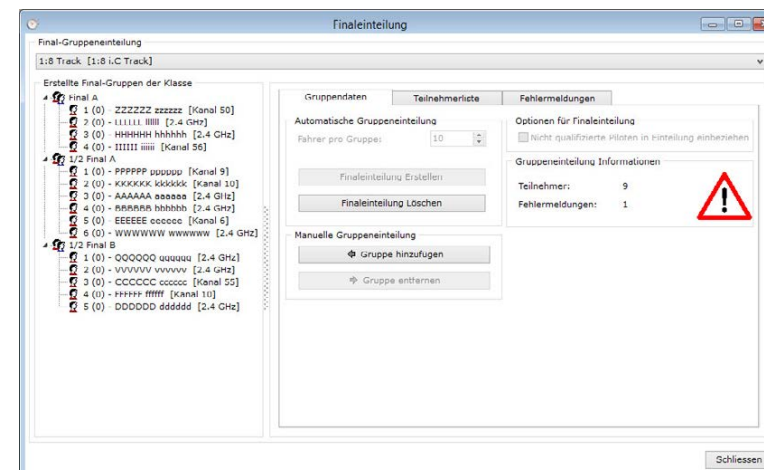 Finaleinteilung
Final-Gruppeneinteilung
1:8 Track [1:8 i.C Track]
Erstellte Final-Gruppen der Klasse
Final A
1 (0) - ZZZZZZ zzzzzz [Kanal 50]
2 (0) - LLLLLL llllll [2.4 GHz]
3 (0) - HHHHHH hhhhhh [2.4 GHz]
4 (0) - IIIIII iiiiii [Kanal 56]
1/2 Final A
1 (0) - PPPPPP pppppp [Kanal 9]
2 (0) - KKKKKK kkkkkk [Kanal 10]
3 (0) - AAAAAA aaaaaa [2.4 GHz]
4 (0) - BBBBBB bbbbbb [2.4 GHz]
5 (0) - EEEEEE eeeeee [Kanal 6]
6 (0) - WWWWWW wwwwww [2.4 GHz]
1/2 Final B
1 (0) - QQQQQQ qqqqqq [2.4 GHz]
2 (0) - VVVVVV vvvvvv [2.4 GHz]
3 (0) - CCCCCC cccccc [Kanal 55]
4 (0) - FFFFFF ffffff [Kanal 10]
5 (0) - DDDDDD dddddd [2.4 GHz]
Gruppendaten Teilnehmerliste Fehlermeldungen
Automatische Gruppeneinteilung
Fahrer pro Gruppe: 10
Finaleinteilung Erstellen
Finaleinteilung Löschen
Manuelle Gruppeneinteilung
Gruppe hinzufügen
Gruppe entfernen
Optionen für Finaleinteilung
Nicht qualifizierte Piloten in Einteilung einbeziehen
Gruppeneinteilung Informationen
Teilnehmer: 9
Fehlermeldungen: 1
Schliessen